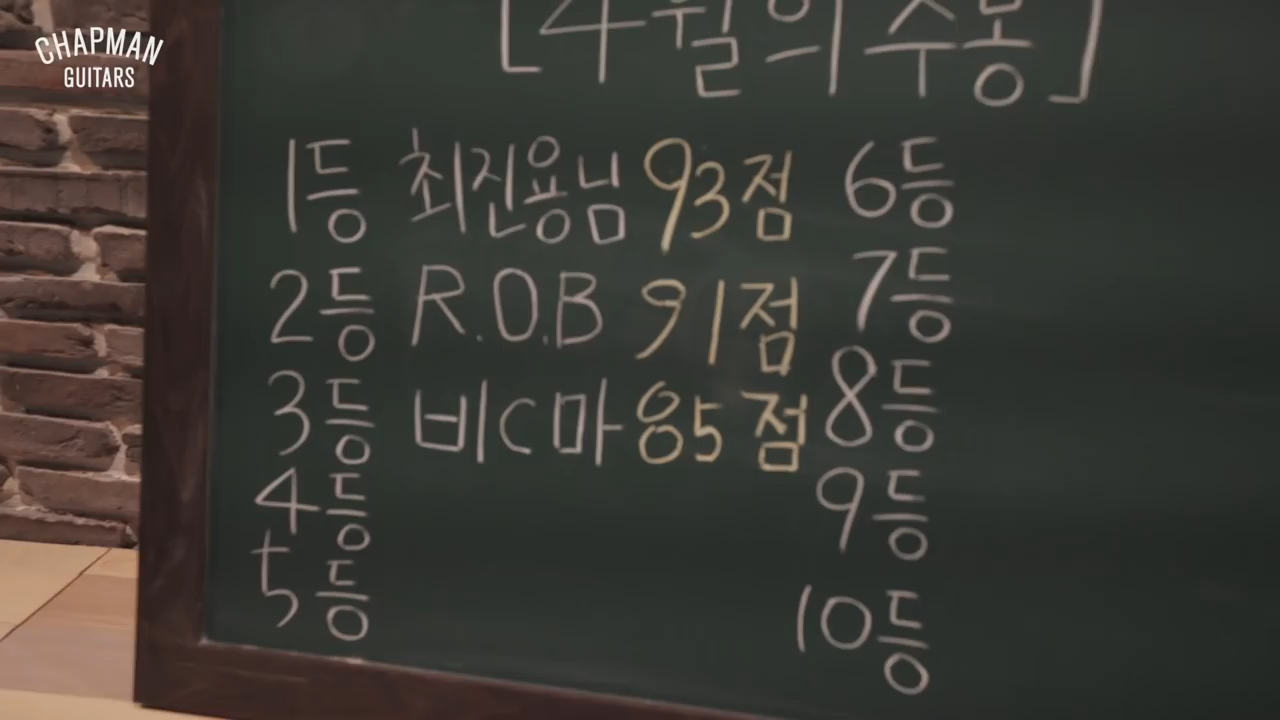 CHAPMAN
GUITARS
[4월의 수몽]
1등 최진용님 93점
2등 R.O.B 91점
3등 비C마 85점
4등
5등
6등
7등
8등
9등
10등